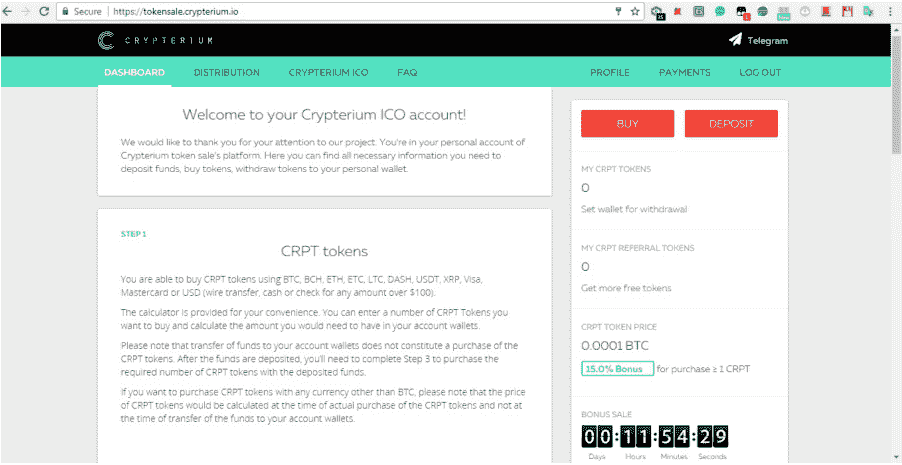 Secure https://tokensale.crypterium.io
CRYPTERIUM
Telegram
DASHBOARD DISTRIBUTION CRYPTERIUM ICO FAQ PROFILE PAYMENTS LOG OUT
Welcome to your Crypterium ICO account!
We would like to thank you for your attention to our project. You're in your personal account of
Crypterium token sale's platform. Here you can find all necessary information you need to
deposit funds, buy tokens, withdraw tokens to your personal wallet.
STEP 1
CRPT tokens
You are able to buy CRPT tokens using BTC, BCH, ETH, ETC, LTC, DASH, USDT, XRP, Visa,
Mastercard or USD (wire transfer, cash or check for any amount over $100).
The calculator is provided for your convenience. You can enter a number of CRPT Tokens you
want to buy and calculate the amount you would need to have in your account wallets.
Please note that transfer of funds to your account wallets does not constitute a purchase of the
CRPT tokens. After the funds are deposited, you'll need to complete Step 3 to purchase the
required number of CRPT tokens with the deposited funds.
If you want to purchase CRPT tokens with any currency other than BTC, please note that the price
of CRPT tokens would be calculated at the time of actual purchase of the CRPT tokens and not at
the time of transfer of the funds to your account wallets.
BUY DEPOSIT
MY CRPT TOKENS
0
Set wallet for withdrawal
MY CRPT REFERRAL TOKENS
0
Get more free tokens
CRPT TOKEN PRICE
0.0001 BTC
15.0% Bonus for purchase ≥ 1 CRPT
BONUS SALE
00:11:54:29
Days Hours Minutes Seconds